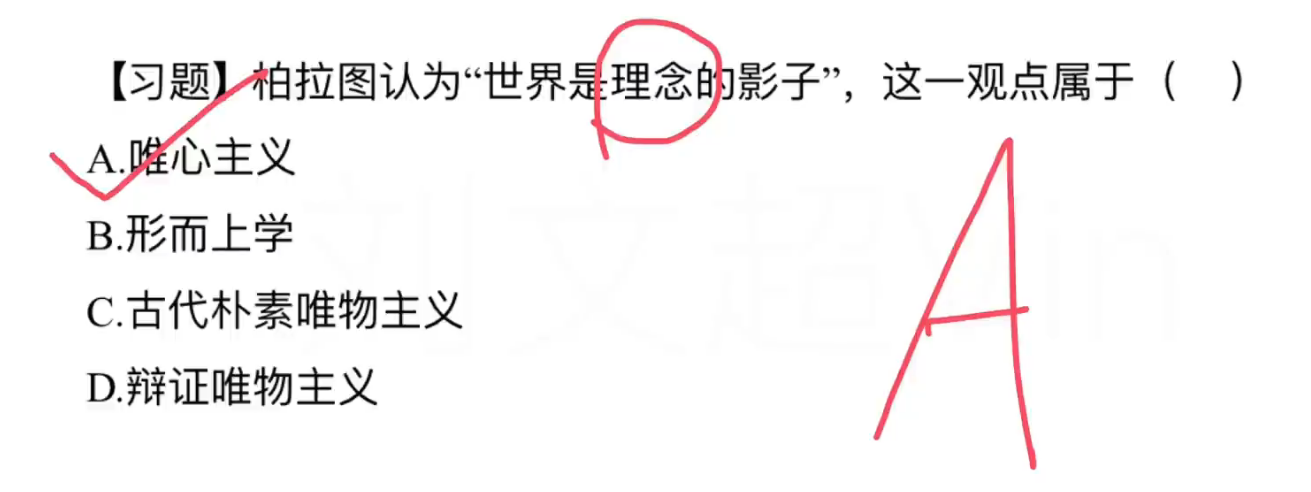 【习题】柏拉图认为“世界是理念的影子”，这一观点属于（ ）
A.唯心主义
B.形而上学
C.古代朴素唯物主义
D.辩证唯物主义
A
刘文超Vin